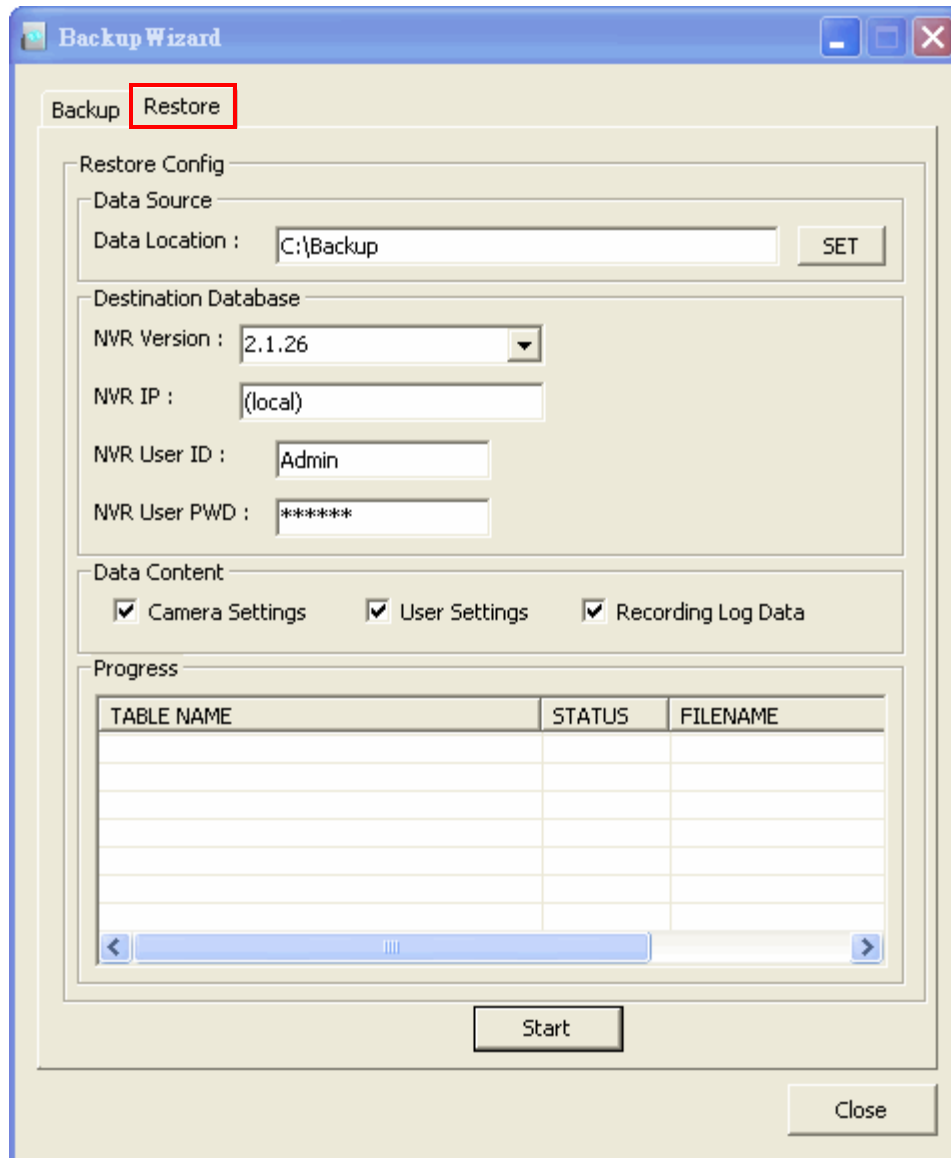 Backup Wizard
Backup Restore
Restore Config
Data Source
Data Location : C:\Backup SET
Destination Database
NVR Version : 2.1.26
NVR IP : (local)
NVR User ID : Admin
NVR User PWD : ******
Data Content
Camera Settings User Settings Recording Log Data
Progress
TABLE NAME STATUS FILENAME
Start
Close